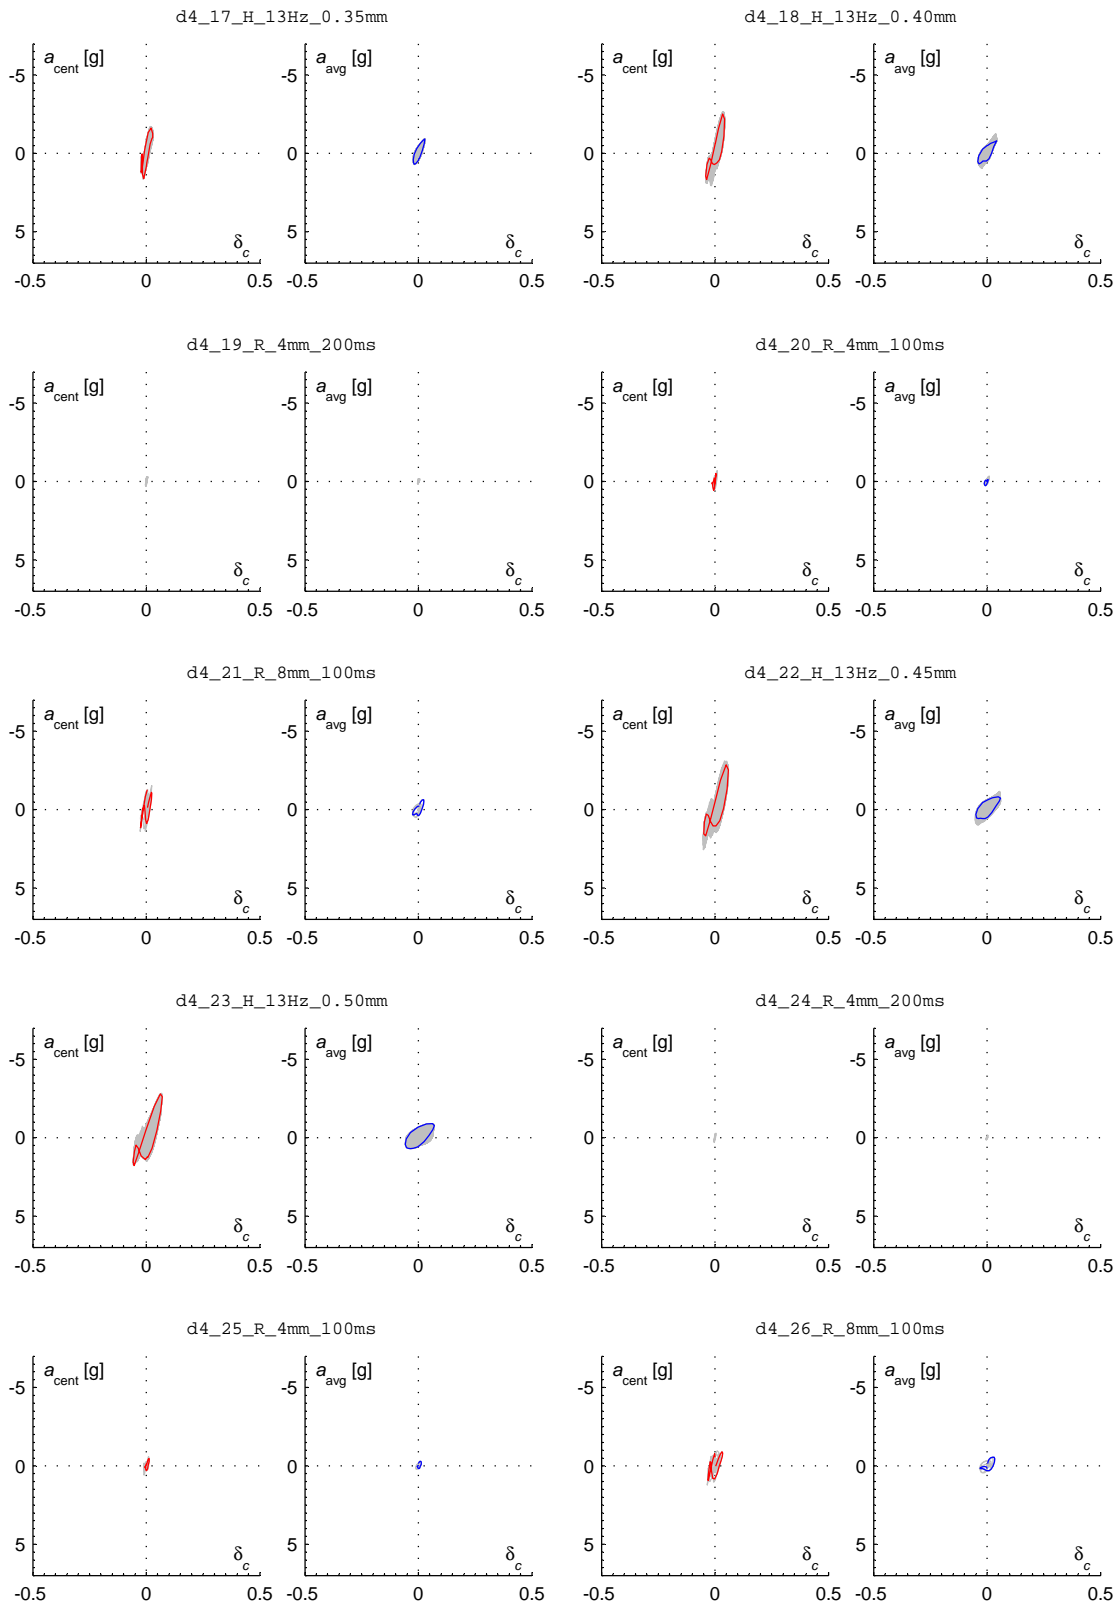 d4_17_H_13Hz_0.35mm d4_18_H_13Hz_0.40mm
a_cent [g] a_avg [g] a_cent [g] a_avg [g]
-5 -5 -5 -5
0 0 0 0
5 5 5 5
δ_c δ_c δ_c δ_c
-0.5 0 0.5 -0.5 0 0.5 -0.5 0 0.5 -0.5 0 0.5
d4_19_R_4mm_200ms d4_20_R_4mm_100ms
a_cent [g] a_avg [g] a_cent [g] a_avg [g]
-5 -5 -5 -5
0 0 0 0
5 5 5 5
δ_c δ_c δ_c δ_c
-0.5 0 0.5 -0.5 0 0.5 -0.5 0 0.5 -0.5 0 0.5
d4_21_R_8mm_100ms d4_22_H_13Hz_0.45mm
a_cent [g] a_avg [g] a_cent [g] a_avg [g]
-5 -5 -5 -5
0 0 0 0
5 5 5 5
δ_c δ_c δ_c δ_c
-0.5 0 0.5 -0.5 0 0.5 -0.5 0 0.5 -0.5 0 0.5
d4_23_H_13Hz_0.50mm d4_24_R_4mm_200ms
a_cent [g] a_avg [g] a_cent [g] a_avg [g]
-5 -5 -5 -5
0 0 0 0
5 5 5 5
δ_c δ_c δ_c δ_c
-0.5 0 0.5 -0.5 0 0.5 -0.5 0 0.5 -0.5 0 0.5
d4_25_R_4mm_100ms d4_26_R_8mm_100ms
a_cent [g] a_avg [g] a_cent [g] a_avg [g]
-5 -5 -5 -5
0 0 0 0
5 5 5 5
δ_c δ_c δ_c δ_c
-0.5 0 0.5 -0.5 0 0.5 -0.5 0 0.5 -0.5 0 0.5